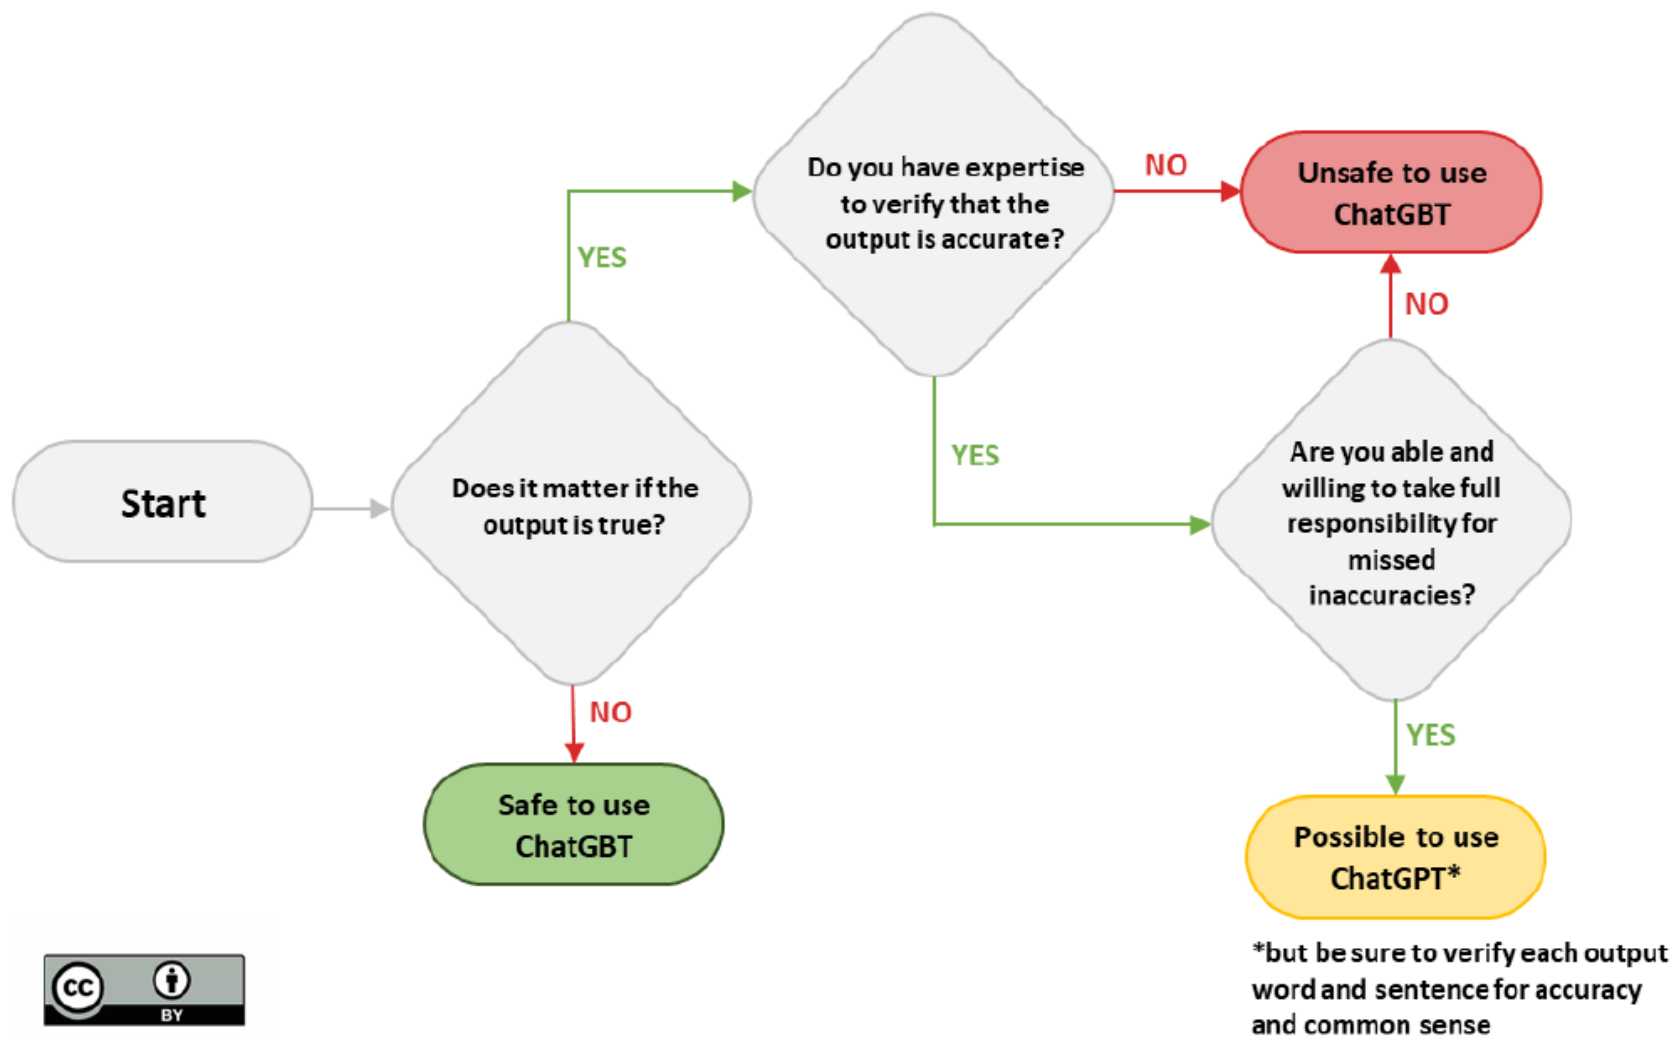 Start
Does it matter if the
output is true?
YES
NO
Safe to use
ChatGBT
Do you have expertise
to verify that the
output is accurate?
NO
YES
Unsafe to use
ChatGBT
NO
Are you able and
willing to take full
responsibility for
missed
inaccuracies?
YES
Possible to use
ChatGPT*
*but be sure to verify each output
word and sentence for accuracy
and common sense
cc
BY